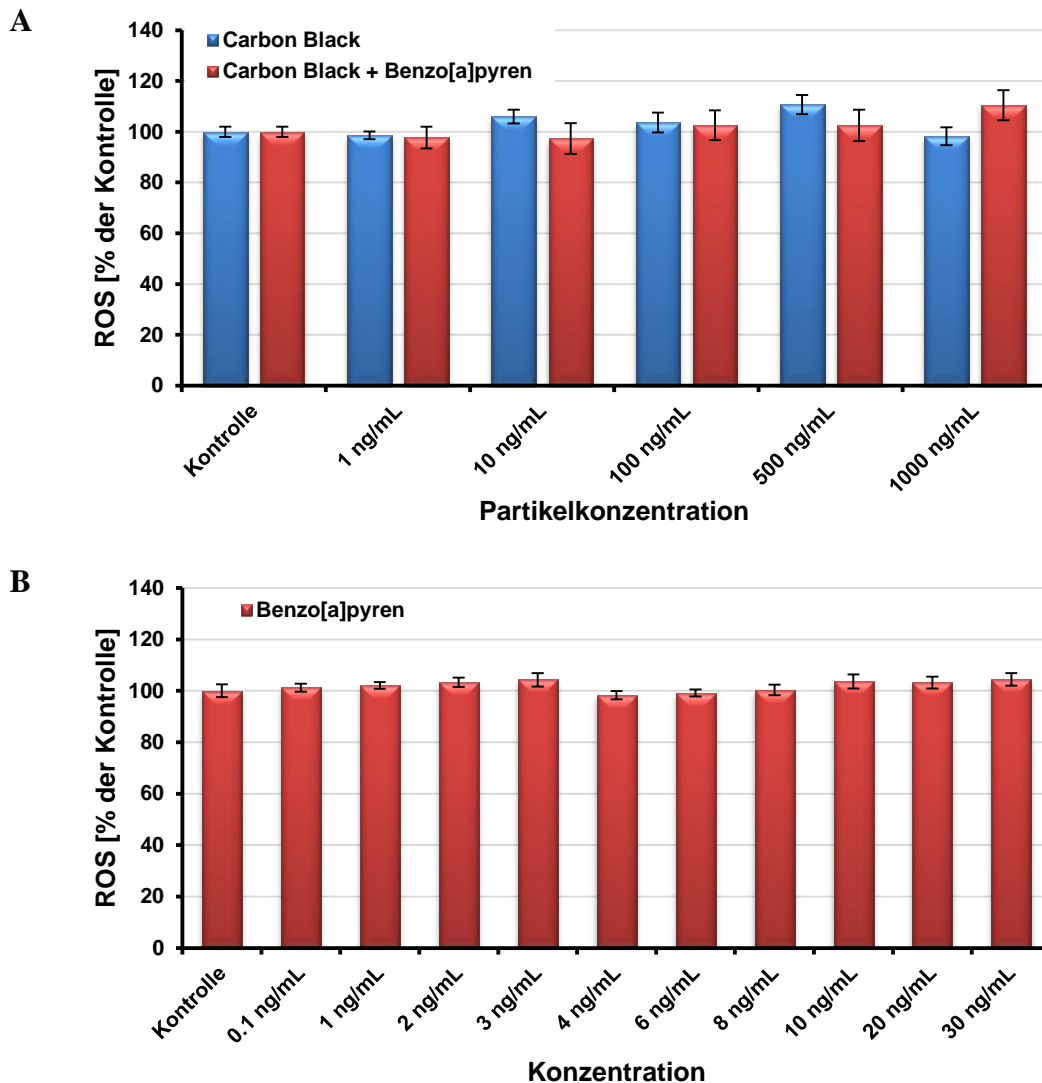 A
ROS [% der Kontrolle]
140
120
100
80
60
40
20
0
Carbon Black
Carbon Black + Benzo[a]pyren
Kontrolle
1 ng/mL
10 ng/mL
100 ng/mL
500 ng/mL
1000 ng/mL
Partikelkonzentration
B
ROS [% der Kontrolle]
140
120
100
80
60
40
20
0
Benzo[a]pyren
Kontrolle
0.1 ng/mL
1 ng/mL
2 ng/mL
3 ng/mL
4 ng/mL
6 ng/mL
8 ng/mL
10 ng/mL
20 ng/mL
30 ng/mL
Konzentration